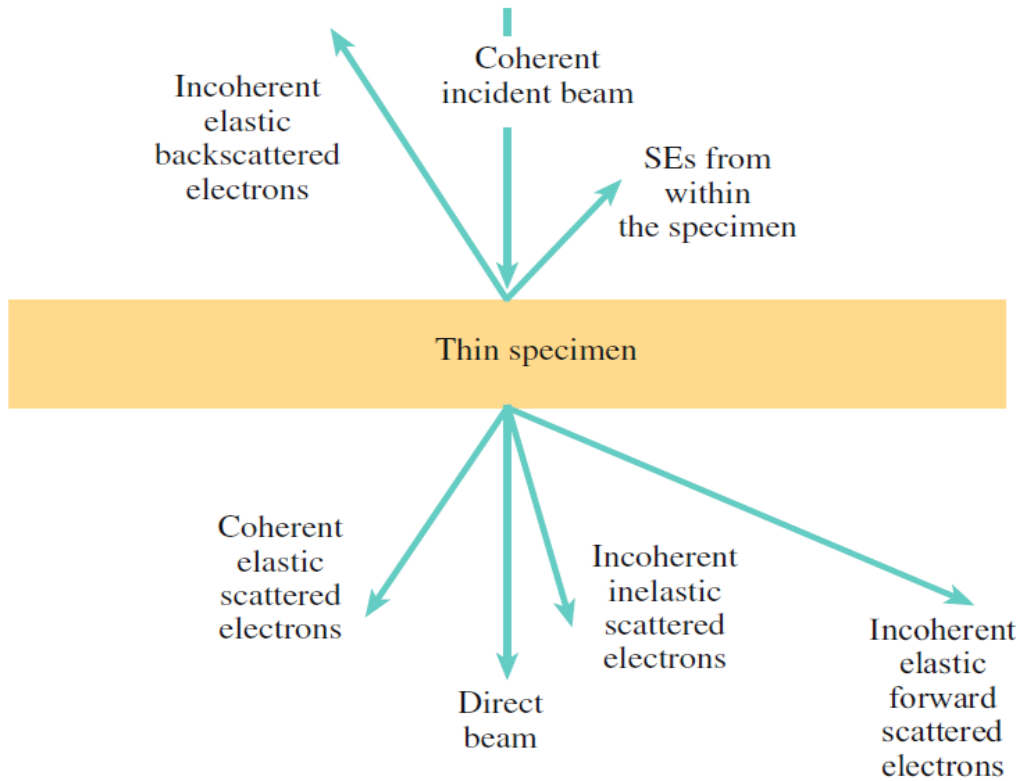 Coherent
incident beam
Incoherent
elastic
backscattered
electrons
SEs from
within
the specimen
Thin specimen
Coherent
elastic
scattered
electrons
Direct
beam
Incoherent
inelastic
scattered
electrons
Incoherent
elastic
forward
scattered
electrons